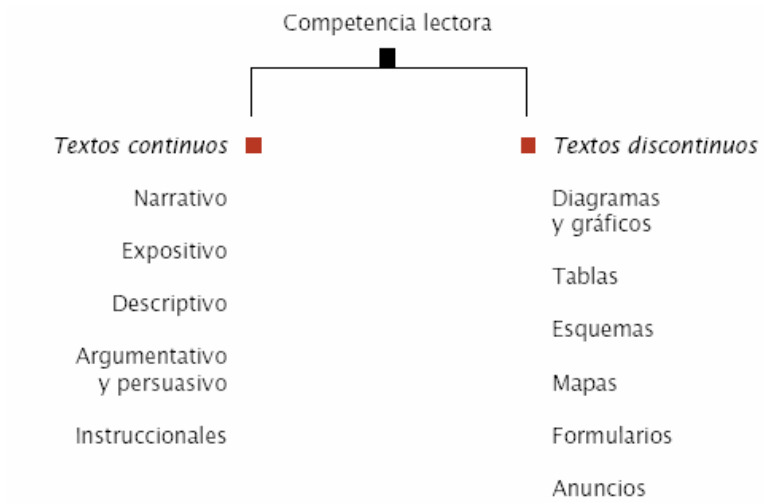 Competencia lectora
Textos continuos
Narrativo
Expositivo
Descriptivo
Argumentativo
y persuasivo
Instruccionales
Textos discontinuos
Diagramas
y gráficos
Tablas
Esquemas
Mapas
Formularios
Anuncios